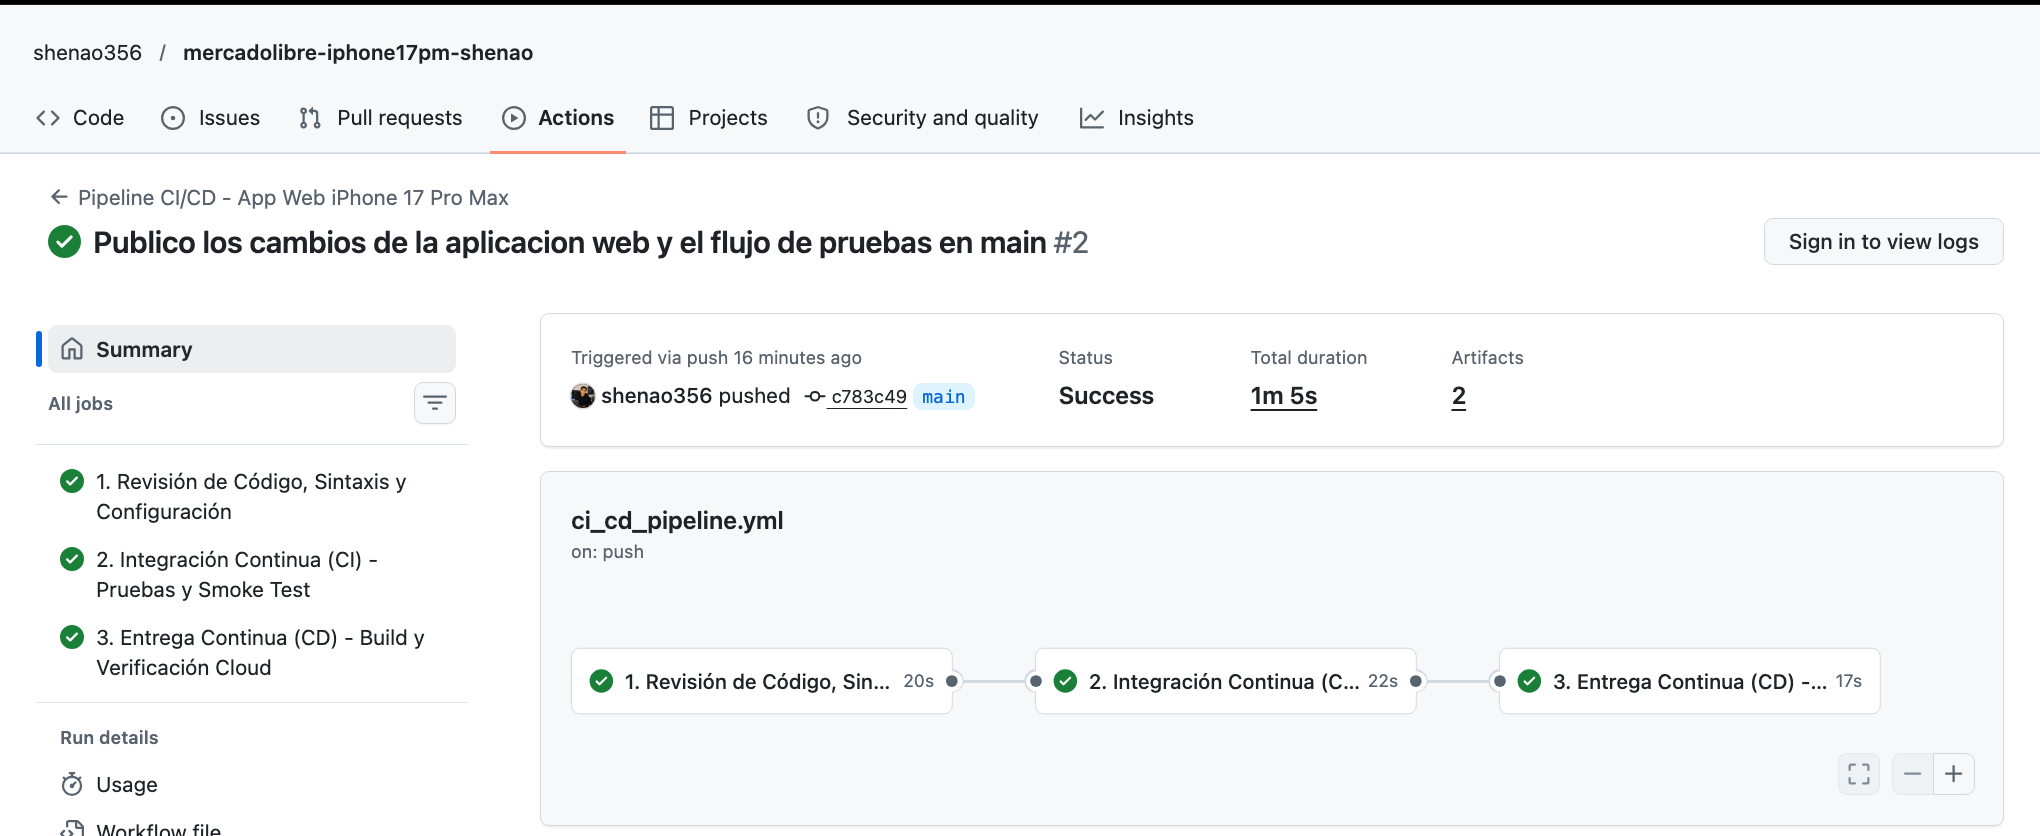 shenao356 / mercadolibre-iphone17pm-shenao
Code Issues Pull requests Actions Projects Security and quality Insights
Pipeline CI/CD - App Web iPhone 17 Pro Max
Publico los cambios de la aplicacion web y el flujo de pruebas en main #2
Sign in to view logs
Summary
All jobs
1. Revisión de Código, Sintaxis y
Configuración
2. Integración Continua (CI) -
Pruebas y Smoke Test
3. Entrega Continua (CD) - Build y
Verificación Cloud
Run details
Usage
Workflow file
Triggered via push 16 minutes ago
shenao356 pushed c783c49 main
Status
Success
Total duration
1m 5s
Artifacts
2
ci_cd_pipeline.yml
on: push
1. Revisión de Código, Sin... 20s
2. Integración Continua (C... 22s
3. Entrega Continua (CD) -... 17s